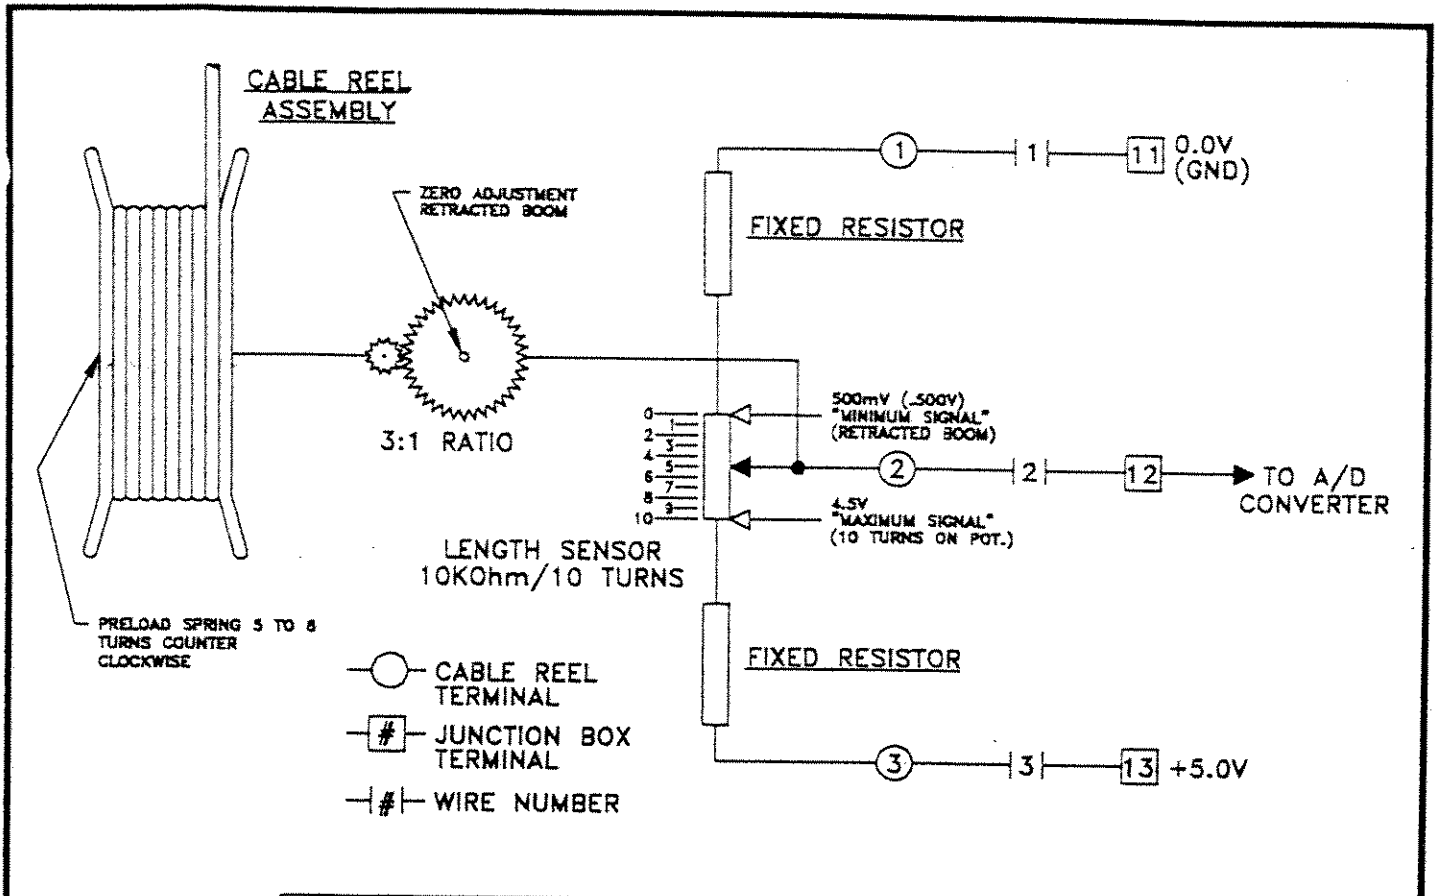 CABLE REEL
ASSEMBLY
ZERO ADJUSTMENT
RETRACTED BOOM
3:1 RATIO
PRELOAD SPRING 5 TO 8
TURNS COUNTER
CLOCKWISE
1
1
11
0.0V
(GND)
FIXED RESISTOR
0
1
2
3
4
5
6
7
8
9
10
500mV (.500V)
"MINIMUM SIGNAL"
(RETRACTED BOOM)
2
2
12
TO A/D
CONVERTER
4.5V
"MAXIMUM SIGNAL"
(10 TURNS ON POT.)
LENGTH SENSOR
10KOhm/10 TURNS
FIXED RESISTOR
3
3
13
+5.0V
CABLE REEL
TERMINAL
#
JUNCTION BOX
TERMINAL
#
WIRE NUMBER